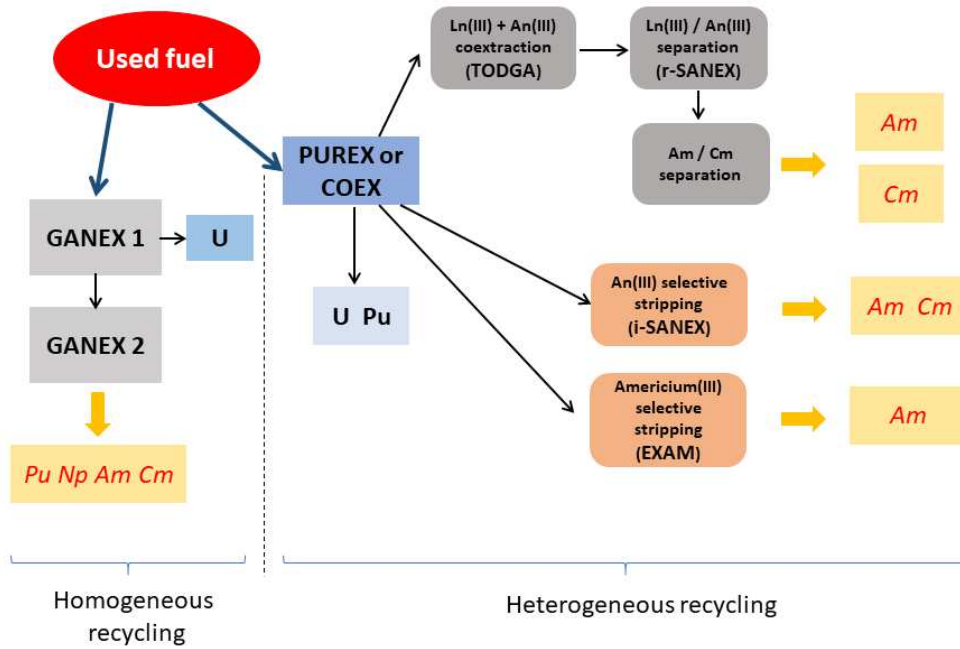 Used fuel
GANEX 1
U
GANEX 2
Pu Np Am Cm
Homogeneous
recycling
PUREX or
COEX
U Pu
Ln(III) + An(III)
coextraction
(TODGA)
Ln(III) / An(III)
separation
(r-SANEX)
Am / Cm
separation
Am
Cm
An(III) selective
stripping
(i-SANEX)
Am Cm
Americium(III)
selective
stripping
(EXAM)
Am
Heterogeneous recycling